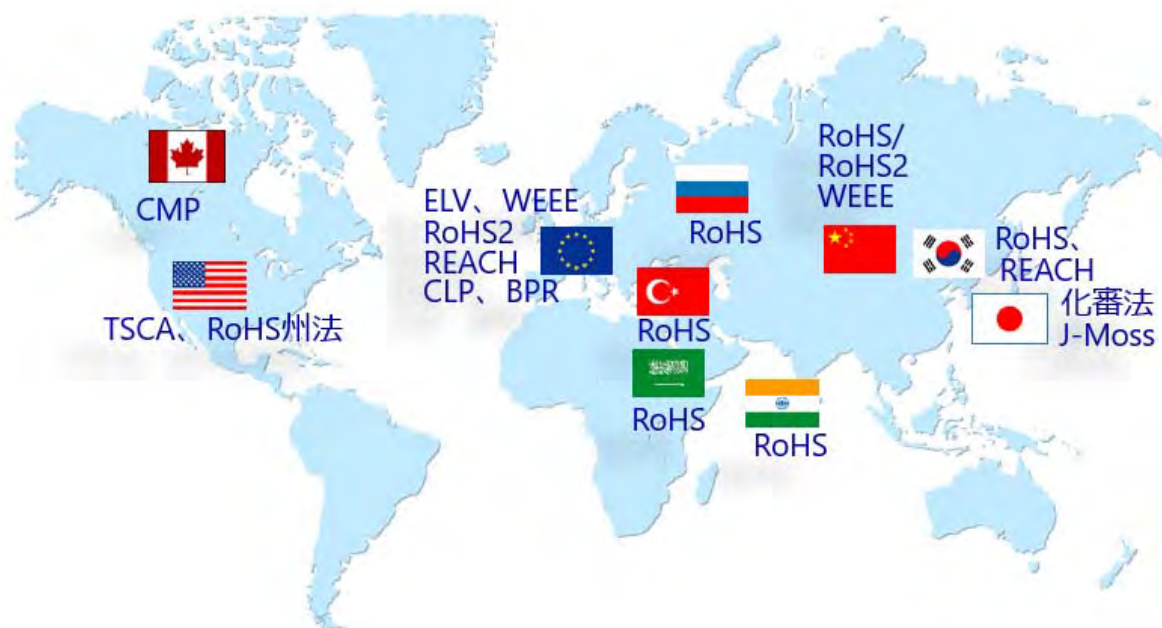 CMP
TSCA、RoHS州法
ELV、WEEE
RoHS2
REACH
CLP、BPR
RoHS
RoHS
RoHS
RoHS
RoHS/
RoHS2
WEEE
RoHS、
REACH
化審法
J-Moss